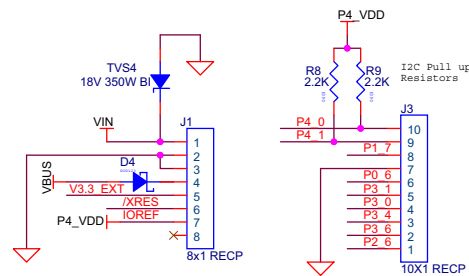 P4_VDD
TVS4
18V 350W BI
R8
2.2K
R9
2.2K
I2C Pull up
Resistors
VIN
J1
1
2
3
4
5
6
7
8
8x1 RECP
D4
VBUS
V3.3_EXT
/XRES
P4_VDD
IOREF
J3
P4_0
10
P4_1
9
P1_7
8
7
P0_6
6
P3_1
5
P3_0
4
P3_4
3
P3_6
2
P2_6
1
10X1 RECP